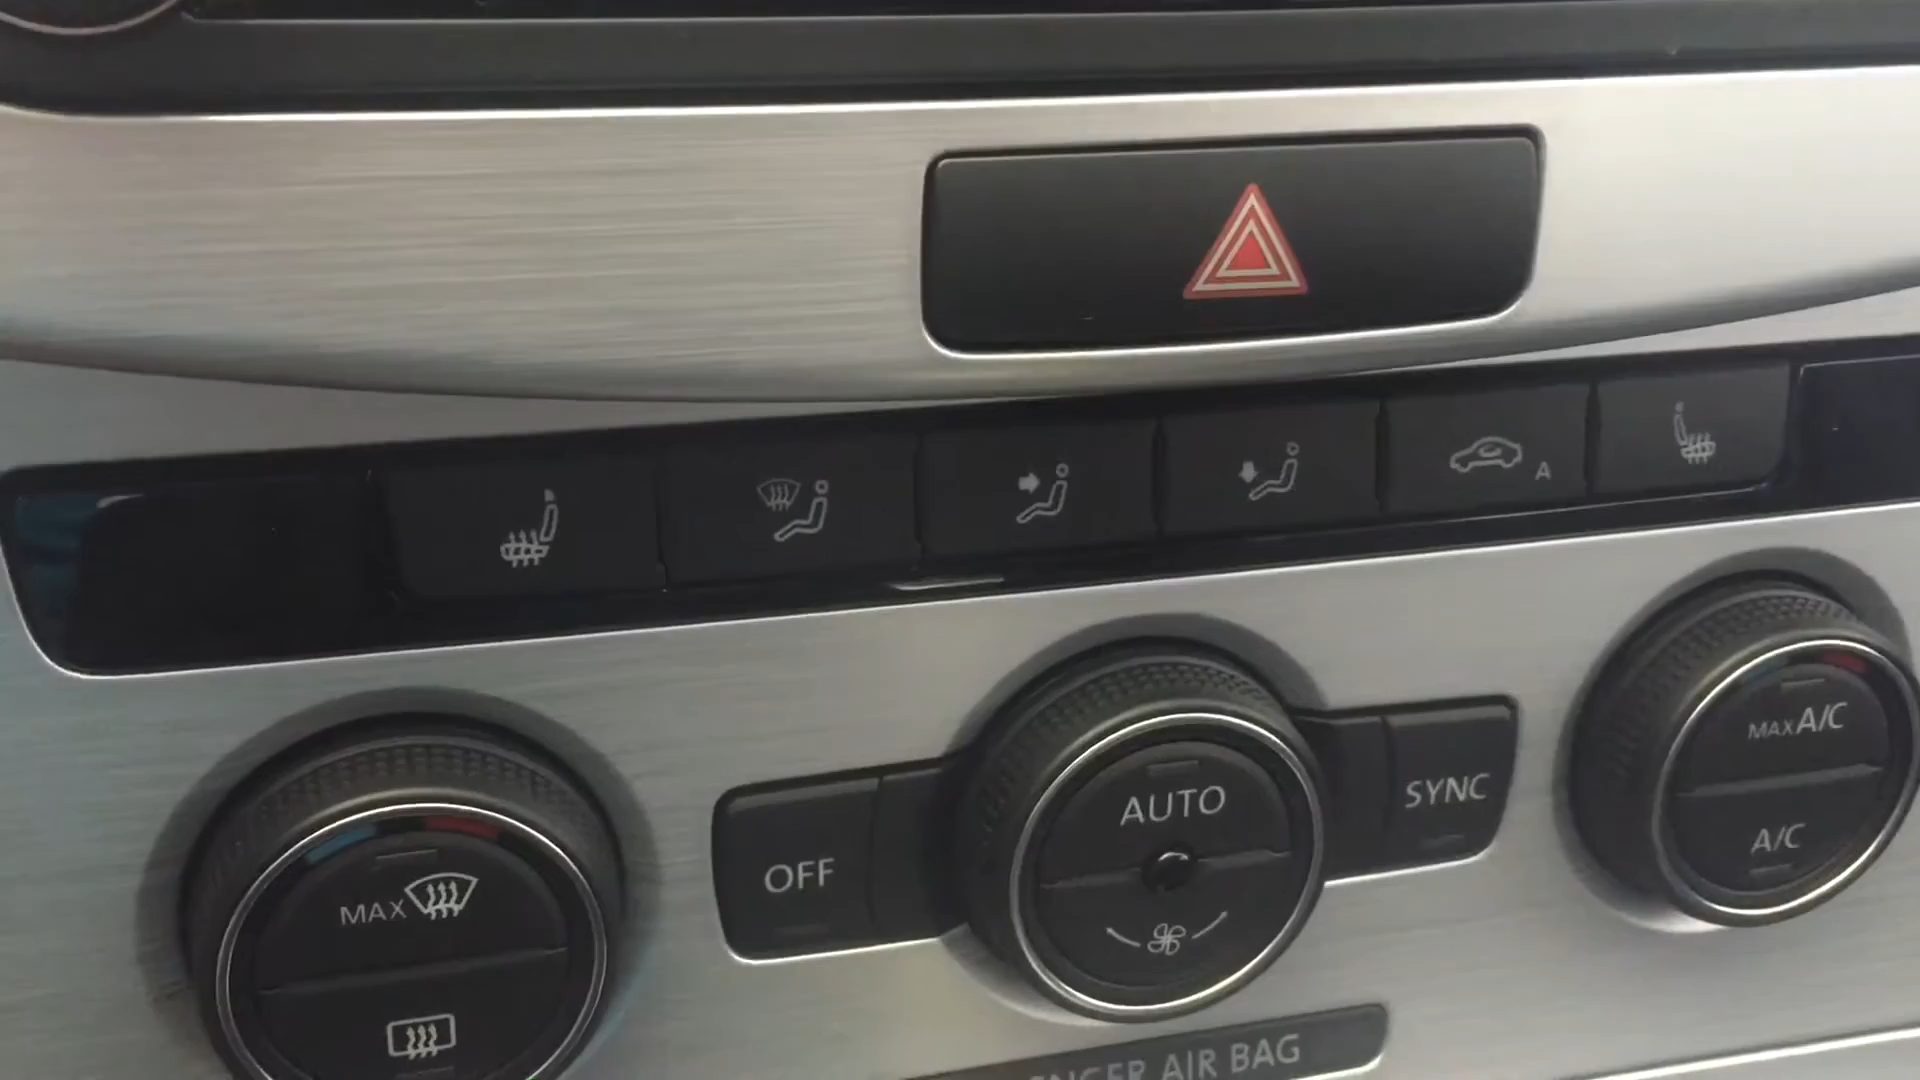 A
MAX
OFF
AUTO
SYNC
MAX A/C
A/C
AIR BAG